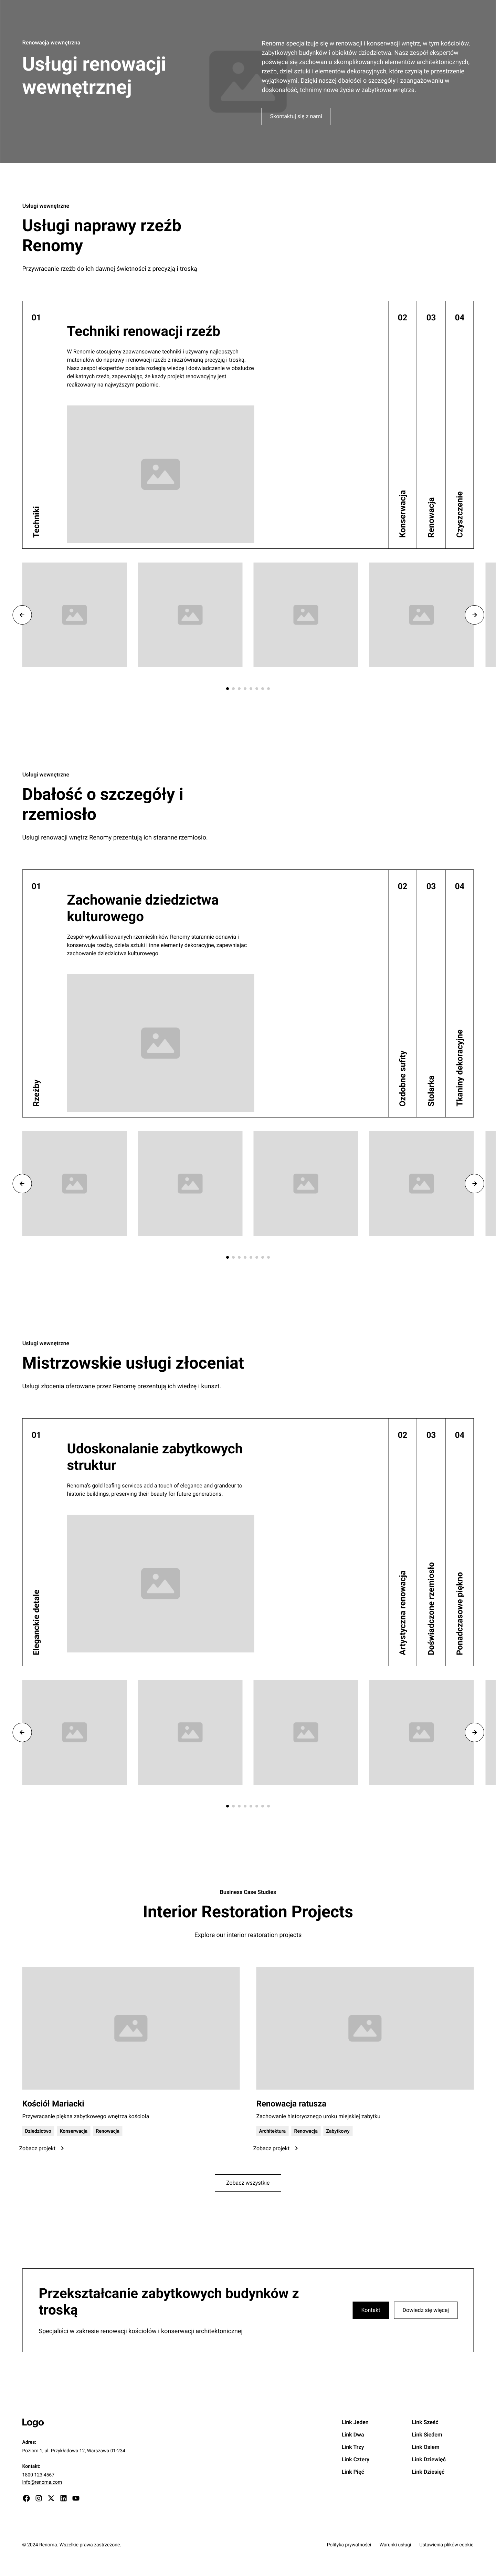 Renowacja wewnętrzna
Usługi renowacji
wewnętrznej
Renoma specjalizuje się w renowacji i konserwacji wnętrz, w tym kościołów,
zabytkowych budynków i obiektów dziedzictwa. Nasz zespół ekspertów
poświęca się zachowaniu skomplikowanych elementów architektonicznych,
rzeźb, dzieł sztuki i elementów dekoracyjnych, które czynią te przestrzenie
wyjątkowymi. Dzięki naszej dbałości o szczegóły i zaangażowaniu w
doskonałość, tchnimy nowe życie w zabytkowe wnętrza.
Skontaktuj się z nami
Usługi wewnętrzne
Usługi naprawy rzeźb
Renomy
Przywracanie rzeźb do ich dawnej świetności z precyzją i troską
01
Techniki
Techniki renowacji rzeźb
W Renomie stosujemy zaawansowane techniki i używamy najlepszych
materiałów do naprawy i renowacji rzeźb z niezrównaną precyzją i troską.
Nasz zespół ekspertów posiada rozległą wiedzę i doświadczenie w obsłudze
delikatnych rzeźb, zapewniając, że każdy projekt renowacyjny jest
realizowany na najwyższym poziomie.
02
Konserwacja
03
Renowacja
04
Czyszczenie
Usługi wewnętrzne
Dbałość o szczegóły i
rzemiosło
Usługi renowacji wnętrz Renomy prezentują ich staranne rzemiosło.
01
Rzeźby
Zachowanie dziedzictwa
kulturowego
Zespół wykwalifikowanych rzemieślników Renomy starannie odnawia i
konserwuje rzeźby, dzieła sztuki i inne elementy dekoracyjne, zapewniając
zachowanie dziedzictwa kulturowego.
02
Ozdobne sufity
03
Stolarka
04
Tkaniny dekoracyjne
Usługi wewnętrzne
Mistrzowskie usługi złoceniat
Usługi złocenia oferowane przez Renomę prezentują ich wiedzę i kunszt.
01
Eleganckie detale
Udoskonalanie zabytkowych
struktur
Renoma's gold leafing services add a touch of elegance and grandeur to
historic buildings, preserving their beauty for future generations.
02
Artystyczna renowacja
03
Doświadczone rzemiosło
04
Ponadczasowe piękno
Business Case Studies
Interior Restoration Projects
Explore our interior restoration projects
Kościół Mariacki
Przywracanie piękna zabytkowego wnętrza kościoła
Dziedzictwo Konserwacja Renowacja
Zobacz projekt
Renowacja ratusza
Zachowanie historycznego uroku miejskiej zabytku
Architektura Renowacja Zabytkowy
Zobacz projekt
Zobacz wszystkie
Przekształcanie zabytkowych budynków z
troską
Specjaliści w zakresie renowacji kościołów i konserwacji architektonicznej
Kontakt
Dowiedz się więcej
Logo
Adres:
Poziom 1, ul. Przykładowa 12, Warszawa 01-234
Kontakt:
1800 123 4567
info@renoma.com
Link Jeden
Link Dwa
Link Trzy
Link Cztery
Link Pięć
Link Sześć
Link Siedem
Link Osiem
Link Dziewięć
Link Dziesięć
© 2024 Renoma. Wszelkie prawa zastrzeżone.
Polityka prywatności
Warunki usługi
Ustawienia plików cookie